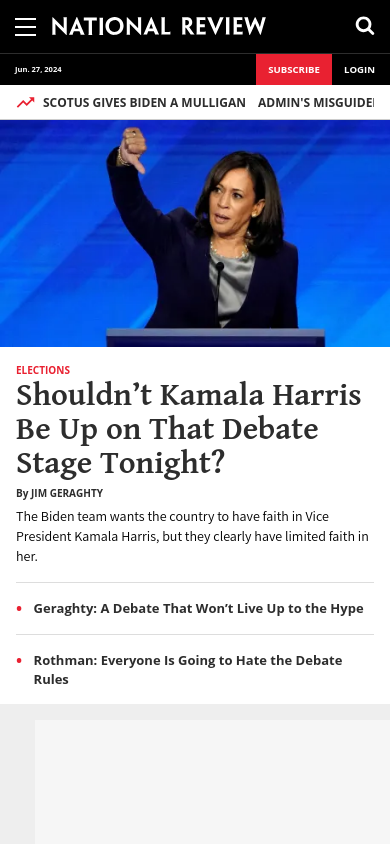 NATIONAL REVIEW
Jun. 27, 2024
SUBSCRIBE
LOGIN
SCOTUS GIVES BIDEN A MULLIGAN ADMIN'S MISGUIDE
ELECTIONS
Shouldn’t Kamala Harris
Be Up on That Debate
Stage Tonight?
By JIM GERAGHTY
The Biden team wants the country to have faith in Vice
President Kamala Harris, but they clearly have limited faith in
her.
• Geraghty: A Debate That Won’t Live Up to the Hype
• Rothman: Everyone Is Going to Hate the Debate
Rules